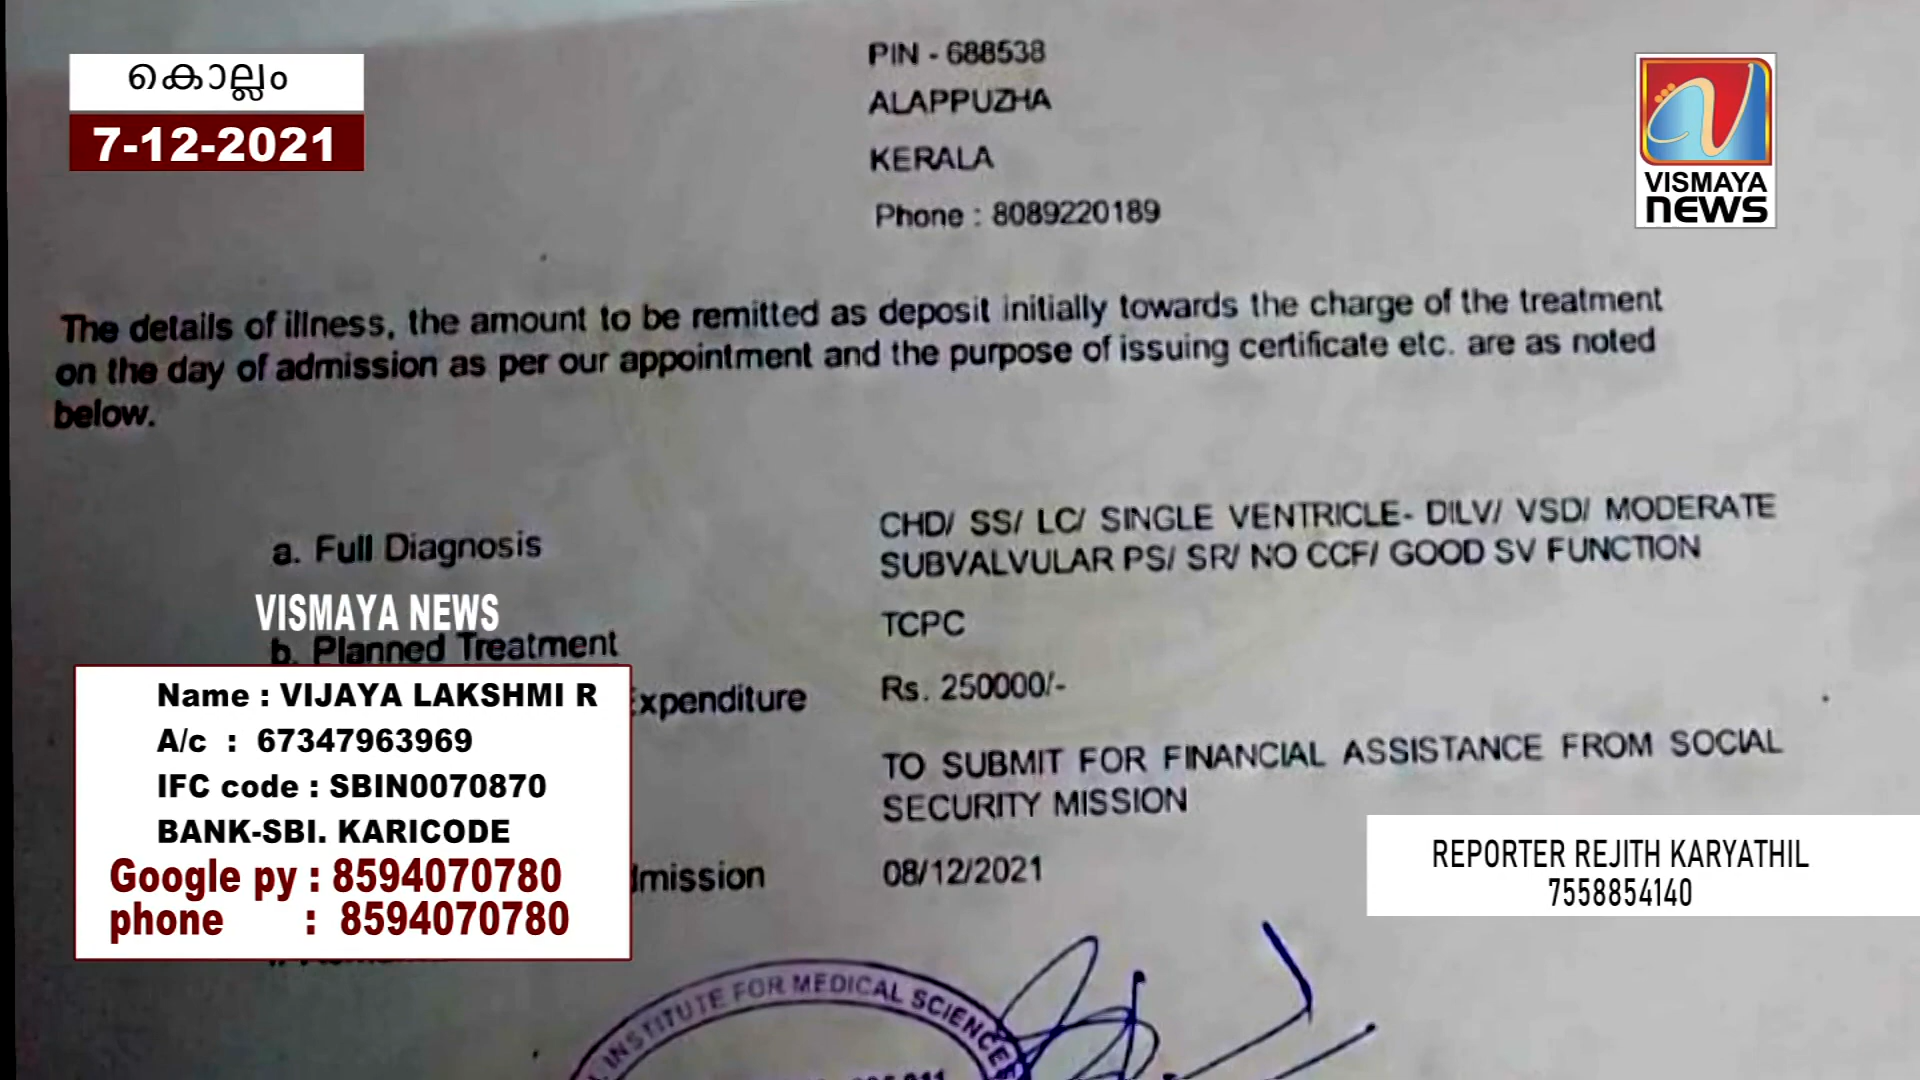 കൊല്ലം
7-12-2021
VISMAYA
NEWS
PIN - 688538
ALAPPUZHA
KERALA
Phone : 8089220189
The details of illness, the amount to be remitted as deposit initially towards the charge of the treatment
on the day of admission as per our appointment and the purpose of issuing certificate etc. are as noted
below.
a. Full Diagnosis
CHD/ SS/ LC/ SINGLE VENTRICLE- DILV/ VSD/ MODERATE
SUBVALVULAR PS/ SR/ NO CCF/ GOOD SV FUNCTION
VISMAYA NEWS
b. Planned Treatment
TCPC
Expenditure
Rs. 250000/-
TO SUBMIT FOR FINANCIAL ASSISTANCE FROM SOCIAL
SECURITY MISSION
mission
08/12/2021
Name : VIJAYA LAKSHMI R
A/c : 67347963969
IFC code : SBIN0070870
BANK-SBI. KARICODE
Google py : 8594070780
phone : 8594070780
REPORTER REJITH KARYATHIL
7558854140
INSTITUTE FOR MEDICAL SCIENCES